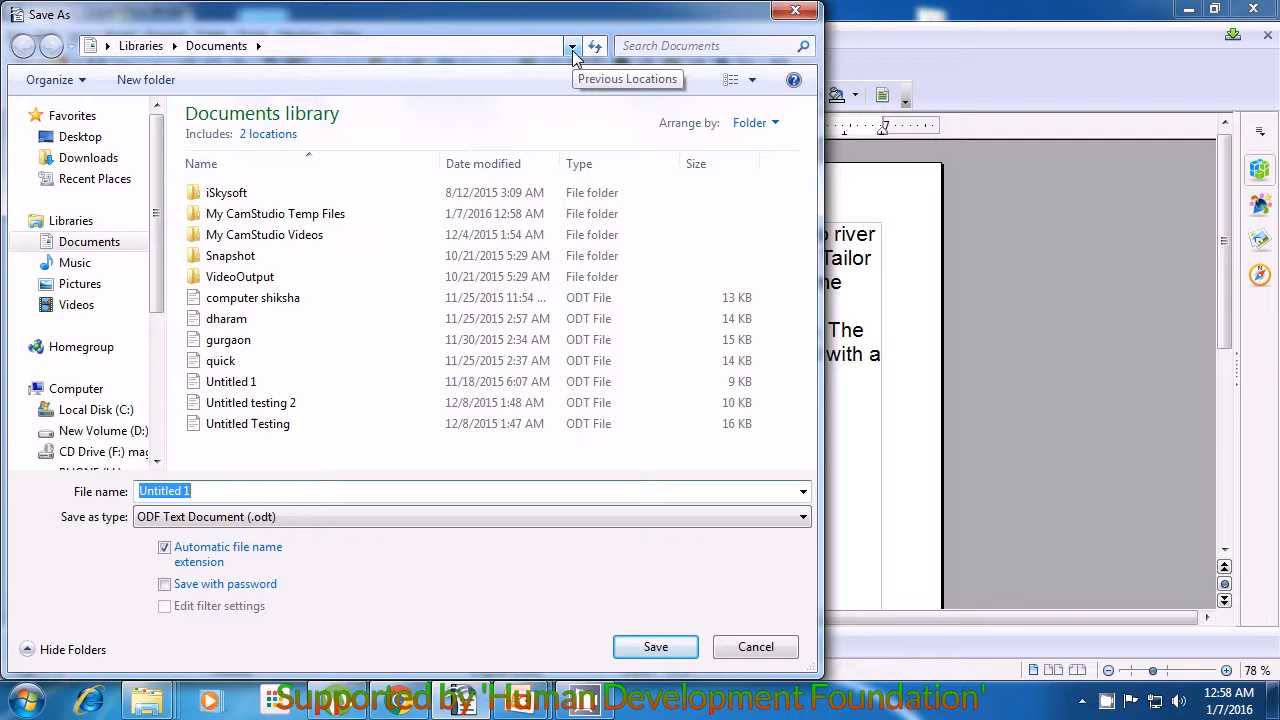 Save As
Libraries Documents
Search Documents
Previous Locations
Organize New folder
Documents library
Includes: 2 locations
Arrange by: Folder
Name Date modified Type Size
Favorites
Desktop
Downloads
Recent Places
Libraries
Documents
Music
Pictures
Videos
Homegroup
Computer
Local Disk (C:)
New Volume (D:)
CD Drive (F:) mag
iSkysoft 8/12/2015 3:09 AM File folder
My CamStudio Temp Files 1/7/2016 12:58 AM File folder
My CamStudio Videos 12/4/2015 1:54 AM File folder
Snapshot 10/21/2015 5:29 AM File folder
VideoOutput 10/21/2015 5:29 AM File folder
computer shiksha 11/25/2015 11:54 ... ODT File 13 KB
dharam 11/25/2015 2:57 AM ODT File 14 KB
gurgaon 11/30/2015 2:34 AM ODT File 15 KB
quick 11/25/2015 2:37 AM ODT File 14 KB
Untitled 1 11/18/2015 6:07 AM ODT File 9 KB
Untitled testing 2 12/8/2015 1:48 AM ODT File 10 KB
Untitled Testing 12/8/2015 1:47 AM ODT File 16 KB
File name: Untitled 1
Save as type: ODF Text Document (.odt)
Automatic file name
extension
Save with password
Edit filter settings
Hide Folders
Save Cancel
river
Tailor
The
with a
78 %
Supported by 'Human Development Foundation'
12:58 AM
1/7/2016